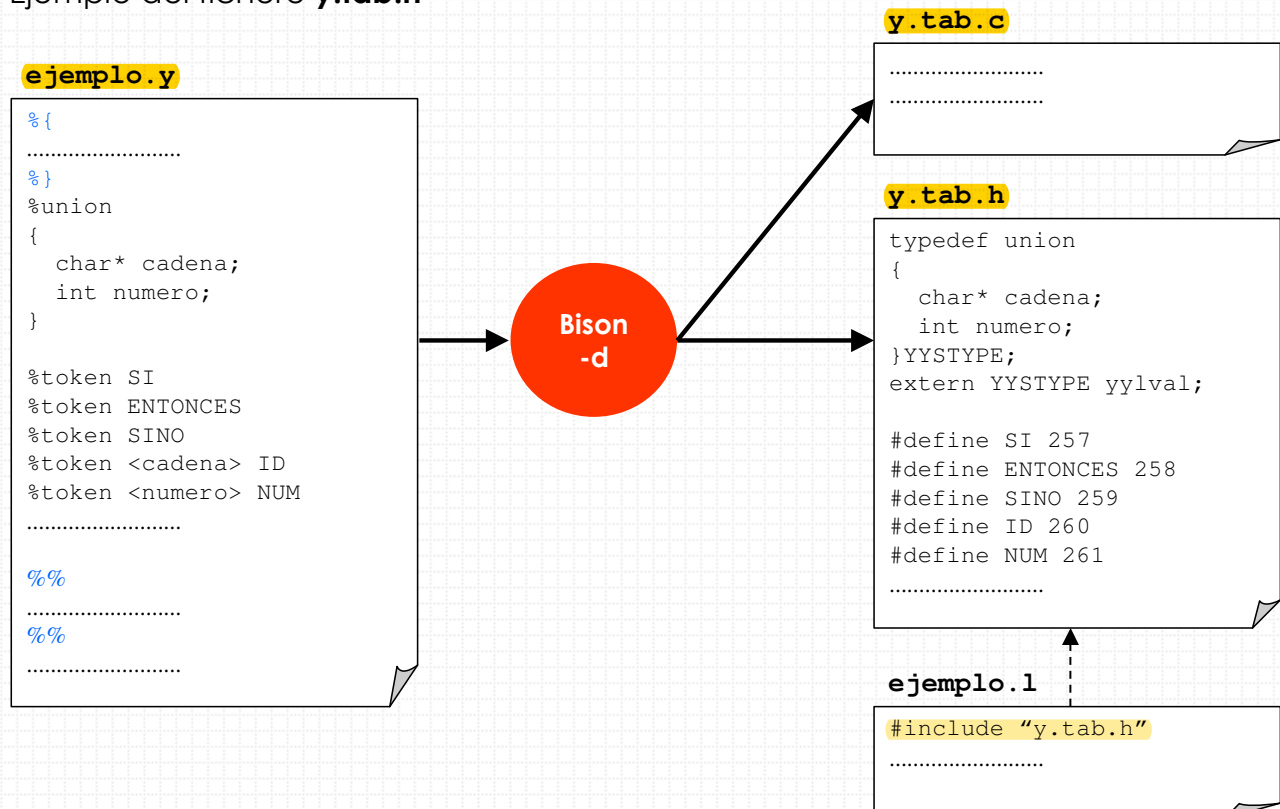 Ejemplo del fichero y.tab.h
ejemplo.y
%{
..........................
%}
%union
{
  char* cadena;
  int numero;
}
%token SI
%token ENTONCES
%token SINO
%token <cadena> ID
%token <numero> NUM
..........................
%%
..........................
%%
..........................
Bison
-d
y.tab.c
..........................
..........................
y.tab.h
typedef union
{
  char* cadena;
  int numero;
}YYSTYPE;
extern YYSTYPE yylval;
#define SI 257
#define ENTONCES 258
#define SINO 259
#define ID 260
#define NUM 261
..........................
ejemplo.l
#include “y.tab.h”
..........................